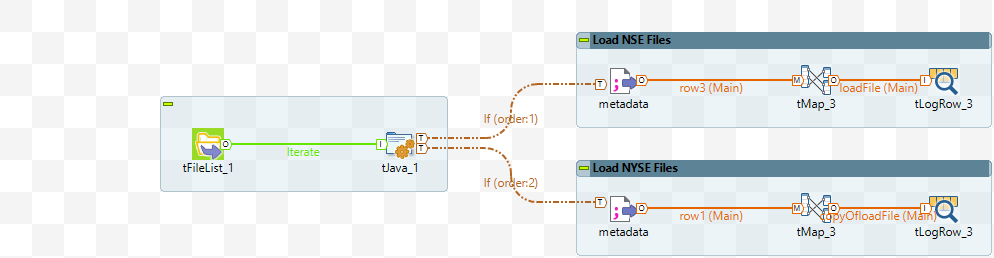 Load NSE Files
T
O
row3 (Main)
M
O
loadFile (Main)
I
metadata
tMap_3
tLogRow_3
If (order:1)
O
Iterate
I
T
T
tFileList_1
tJava_1
If (order:2)
Load NYSE Files
T
O
row1 (Main)
M
O
copyOfloadFile (Main)
I
metadata
tMap_3
tLogRow_3